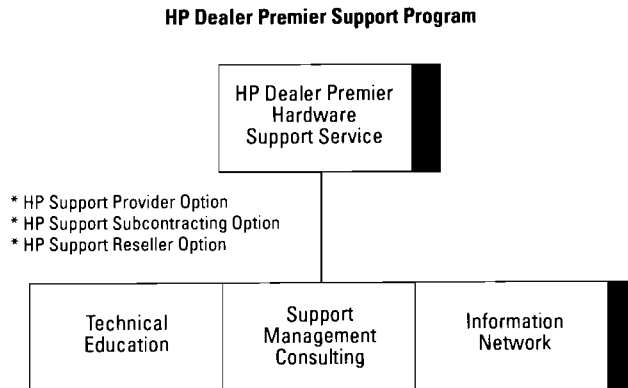 HP Dealer Premier Support Program
HP Dealer Premier
Hardware
Support Service
* HP Support Provider Option
* HP Support Subcontracting Option
* HP Support Reseller Option
Technical
Education
Support
Management
Consulting
Information
Network